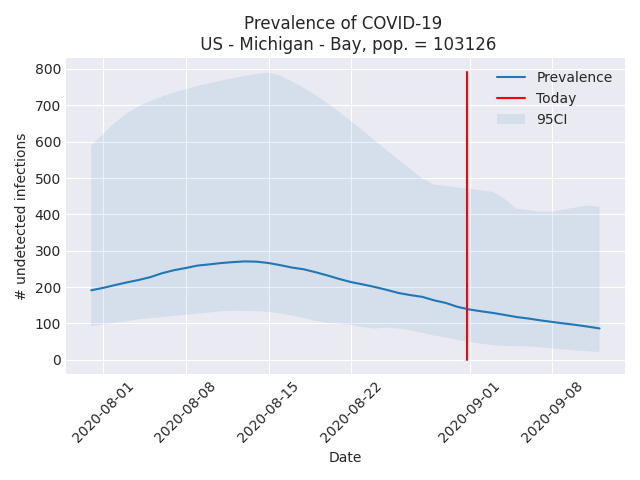 Prevalence of COVID-19
US - Michigan - Bay, pop. = 103126
800
700
600
500
400
300
200
100
0
# undetected infections
Prevalence
Today
95CI
2020-08-01
2020-08-08
2020-08-15
2020-08-22
2020-09-01
2020-09-08
Date